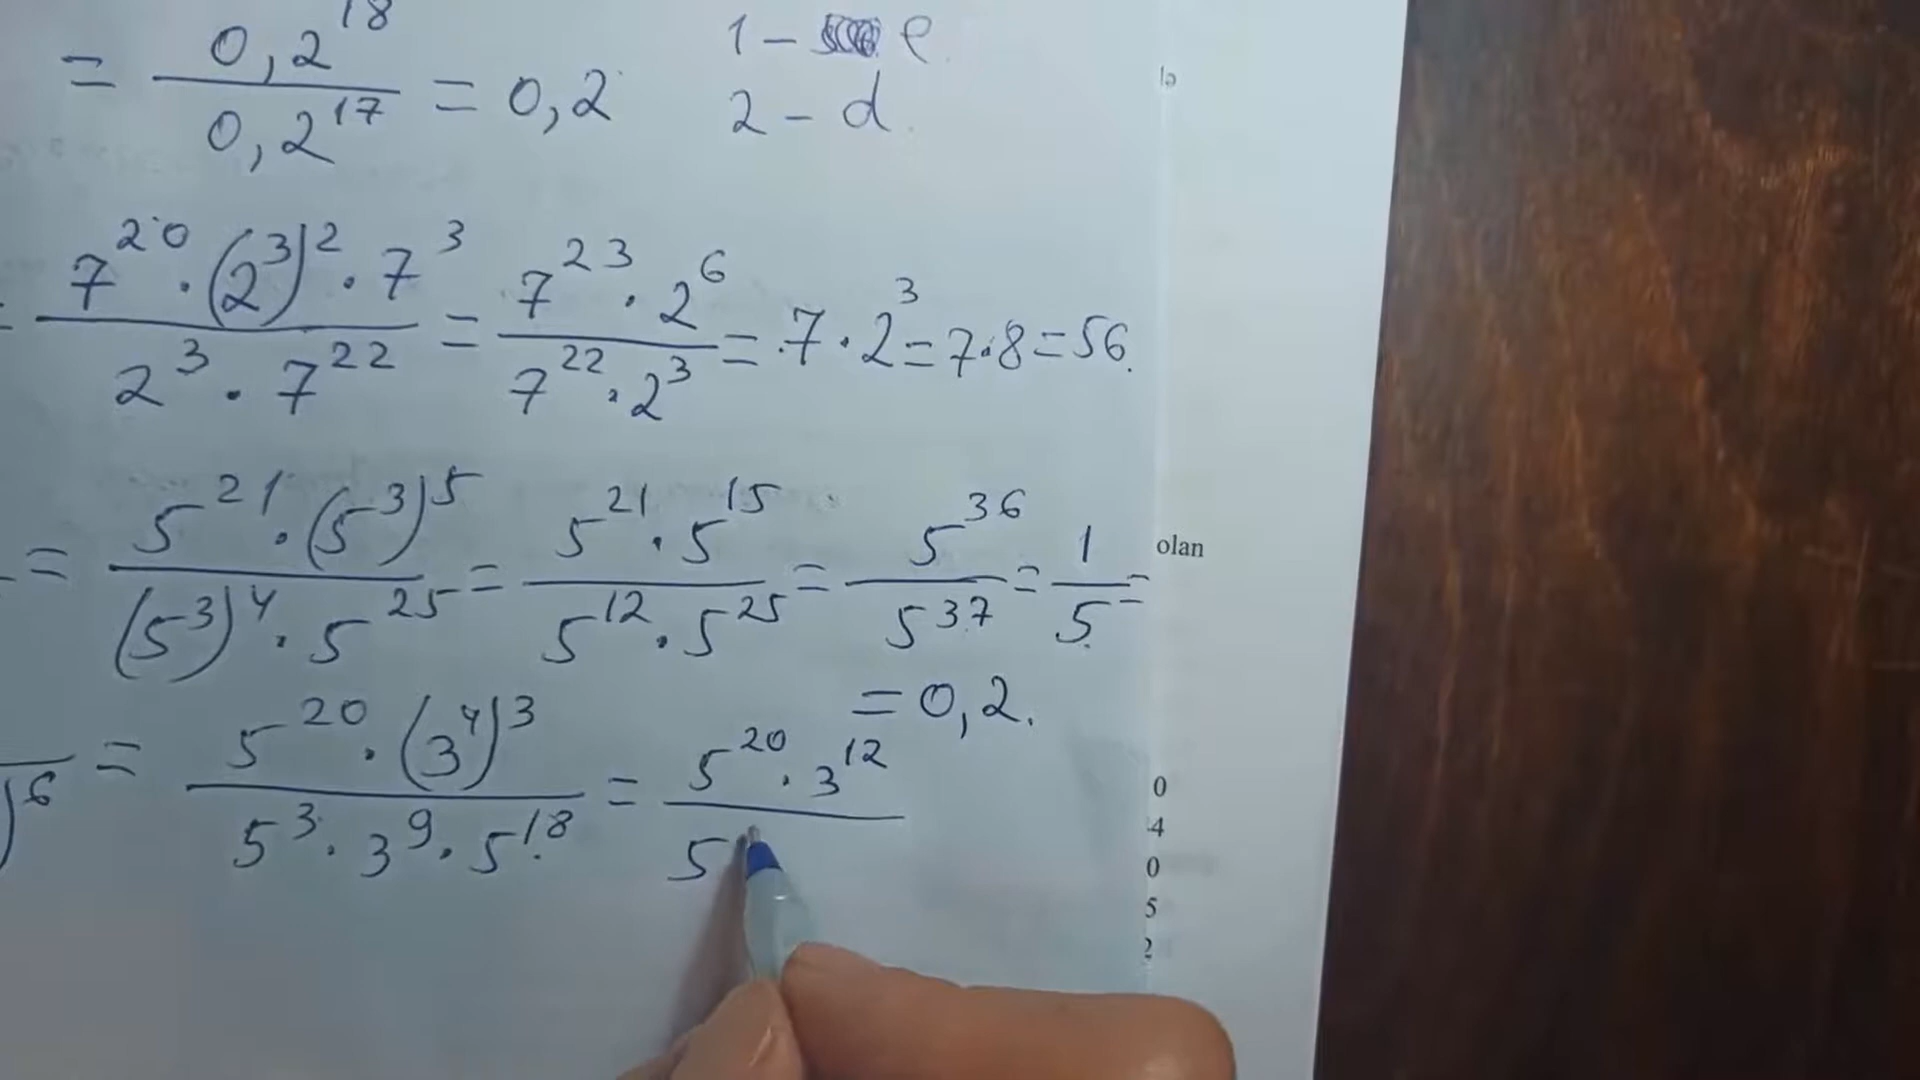 = 0,2^18 / 0,2^17 = 0,2
1 - e
2 - d
7^20 · (2^3)^2 · 7^3 / 2^3 · 7^22 = 7^23 · 2^6 / 7^22 · 2^3 = 7 · 2^3 = 7 · 8 = 56.
= 5^21 · (5^3)^5 / (5^3)^4 · 5^25 = 5^21 · 5^15 / 5^12 · 5^25 = 5^36 / 5^37 = 1 / 5 =
= 0,2.
)^6 = 5^20 · (3^4)^3 / 5^3 · 3^9 · 5^18 = 5^20 · 3^12 / 5
olan
0
4
0
5
2